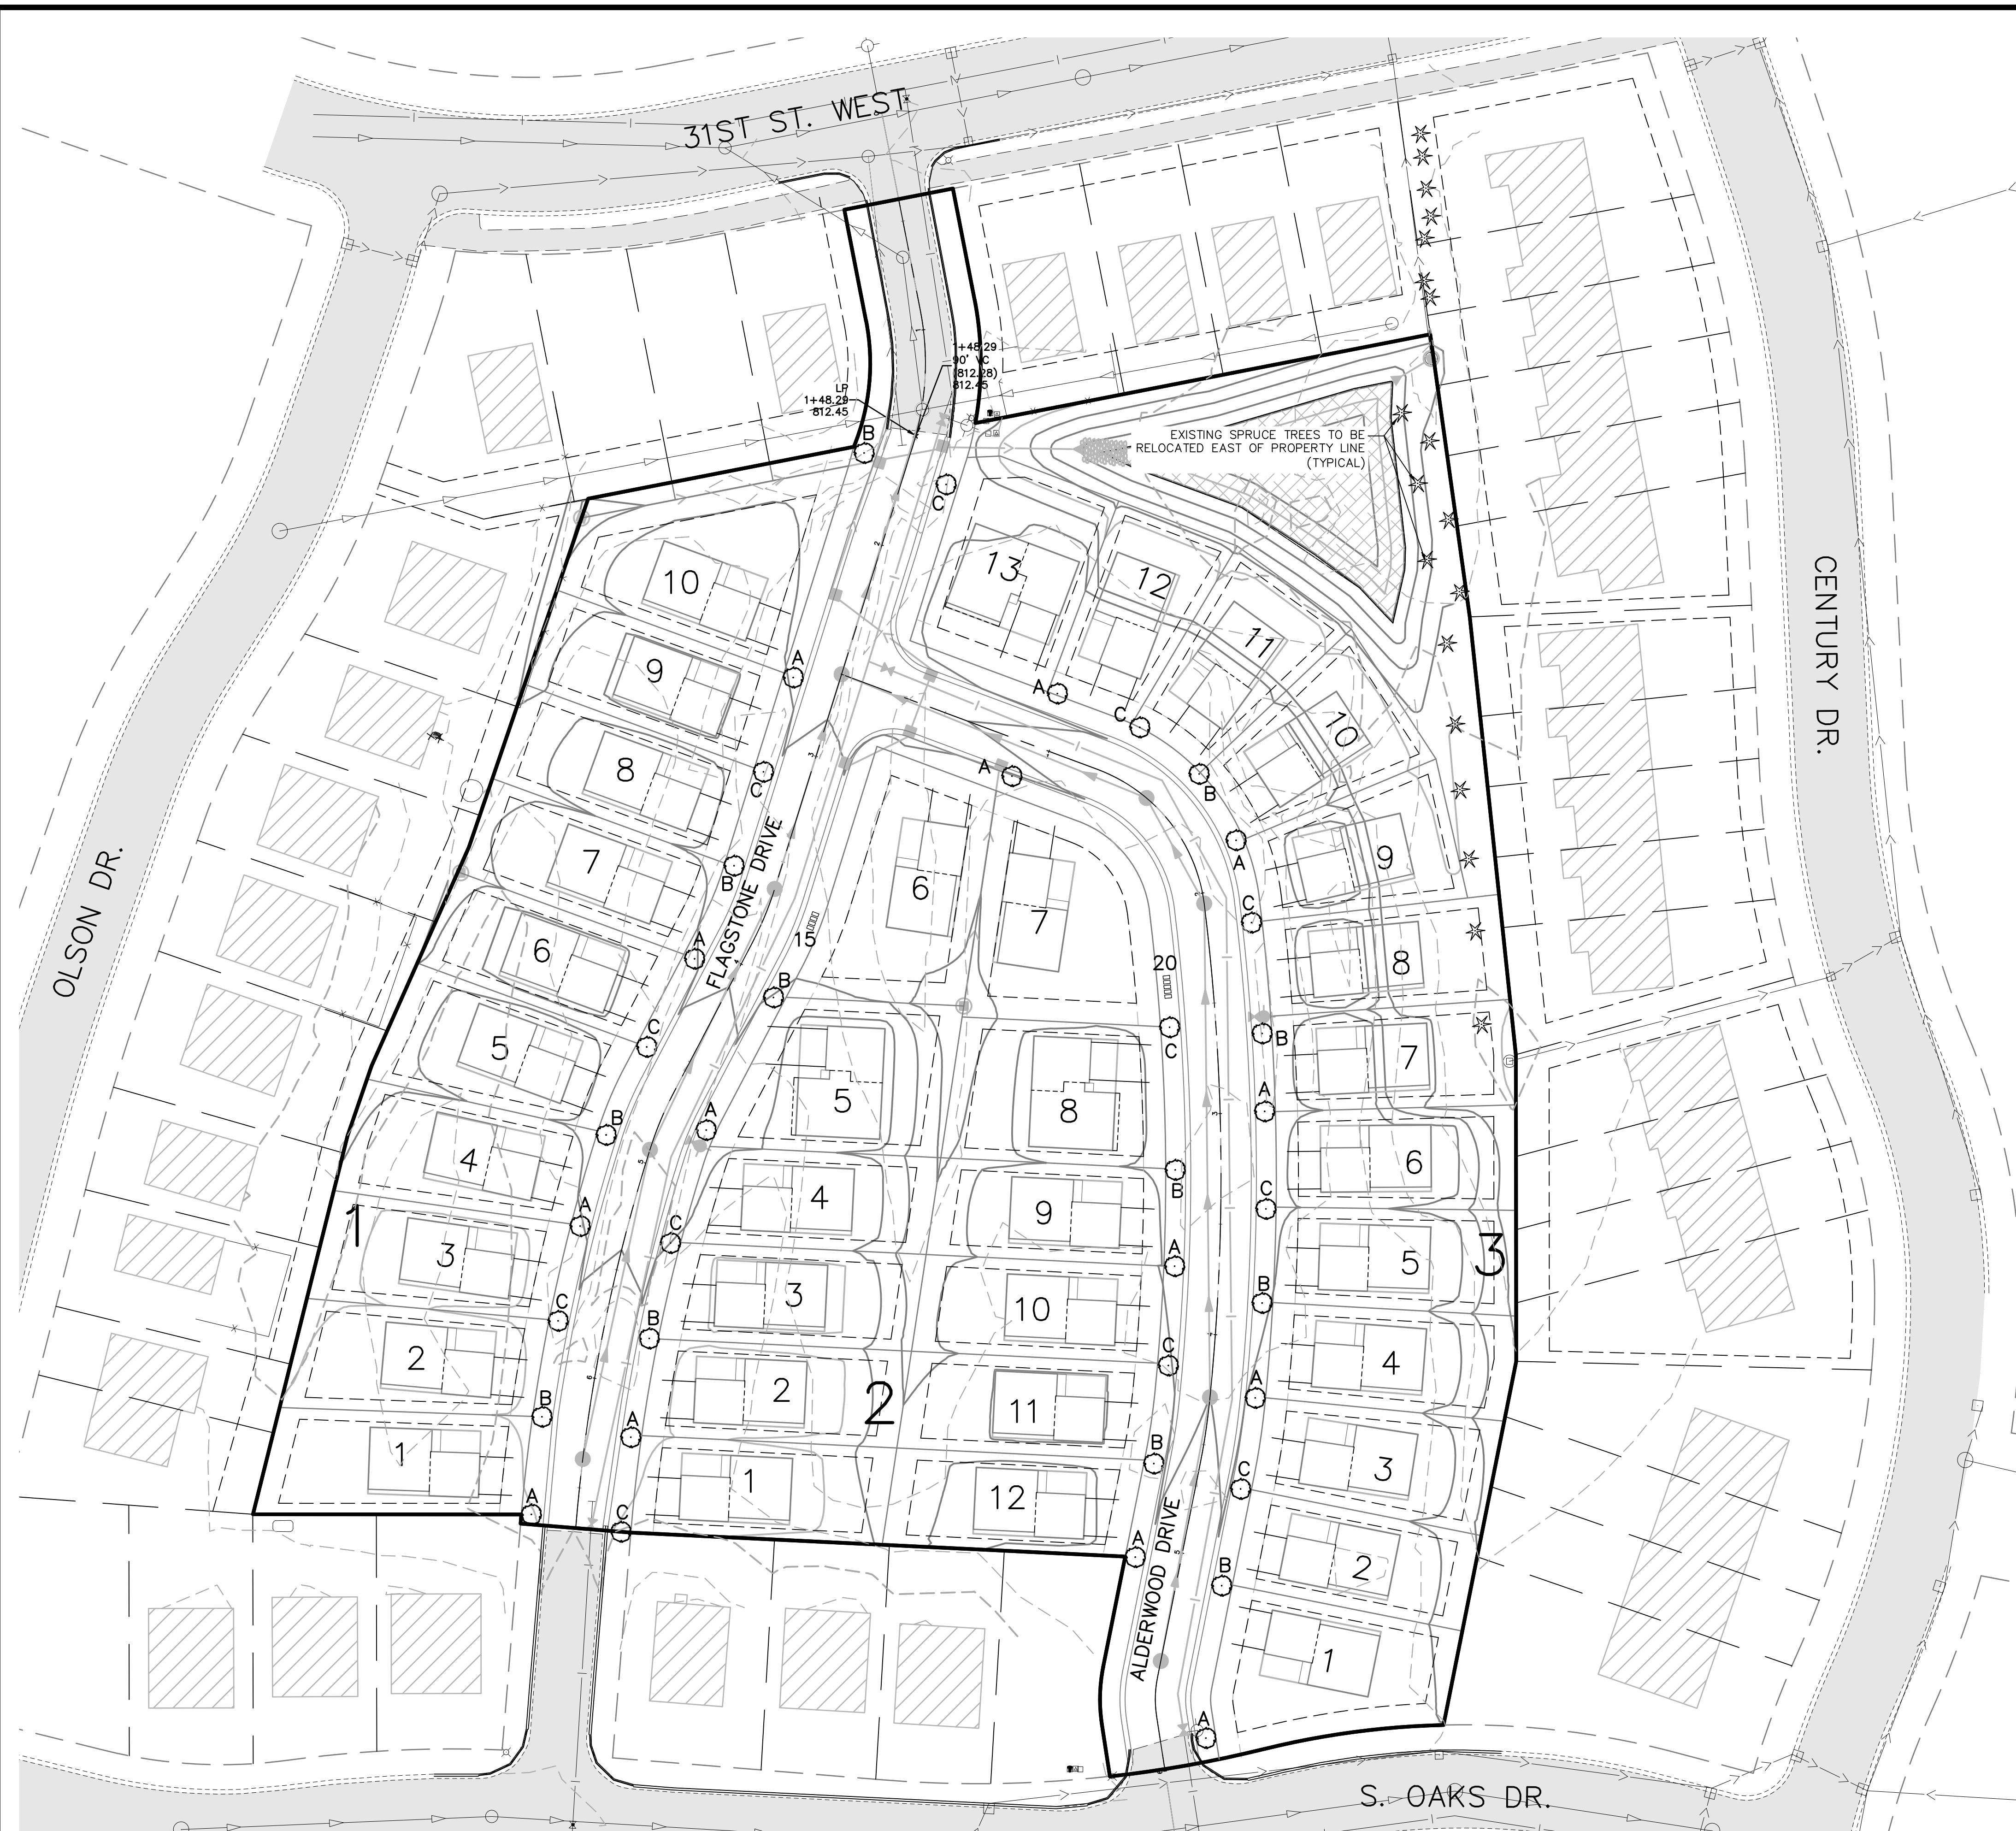 31ST ST. WEST
1+48.29
90' VC
(812.28)
812.45
LP
1+48.29
812.45
B
C
EXISTING SPRUCE TREES TO BE
RELOCATED EAST OF PROPERTY LINE
(TYPICAL)
10
13
12
11
10
9
A
A
C
B
A
8
C
A
7
B
6
A
5
C
4
B
3
A
2
C
1
B
A
1
FLAGSTONE DRIVE
15
6
7
20
B
5
8
A
4
9
C
3
10
B
2
11
A
1
12
C
2
C
B
A
C
B
A
9
C
8
B
7
A
6
C
5
B
4
A
3
C
2
B
1
A
3
ALDERWOOD DRIVE
OLSON DR.
CENTURY DR.
S. OAKS DR.